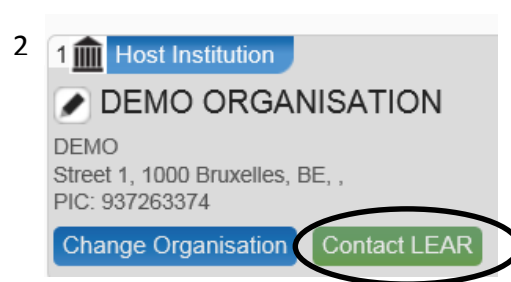 2
1 Host Institution
DEMO ORGANISATION
DEMO
Street 1, 1000 Bruxelles, BE, ,
PIC: 937263374
Change Organisation Contact LEAR